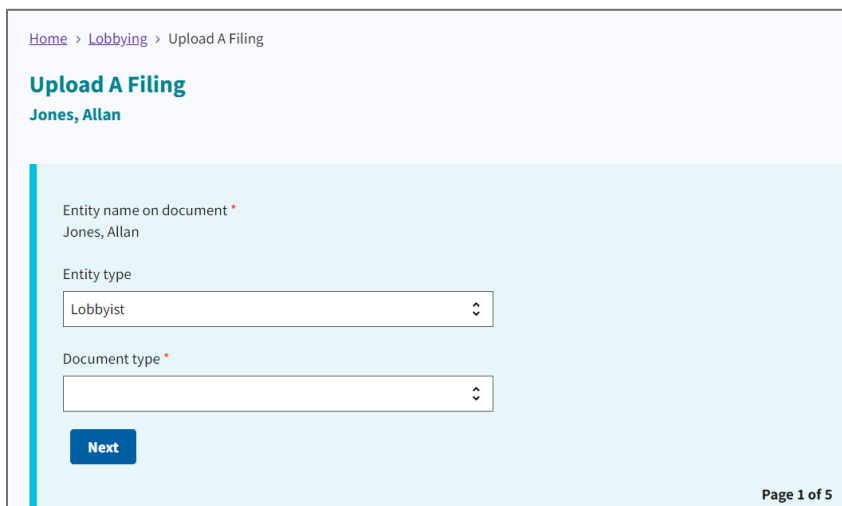 Home > Lobbying > Upload A Filing
Upload A Filing
Jones, Allan
Entity name on document *
Jones, Allan
Entity type
Lobbyist
Document type *
Next
Page 1 of 5